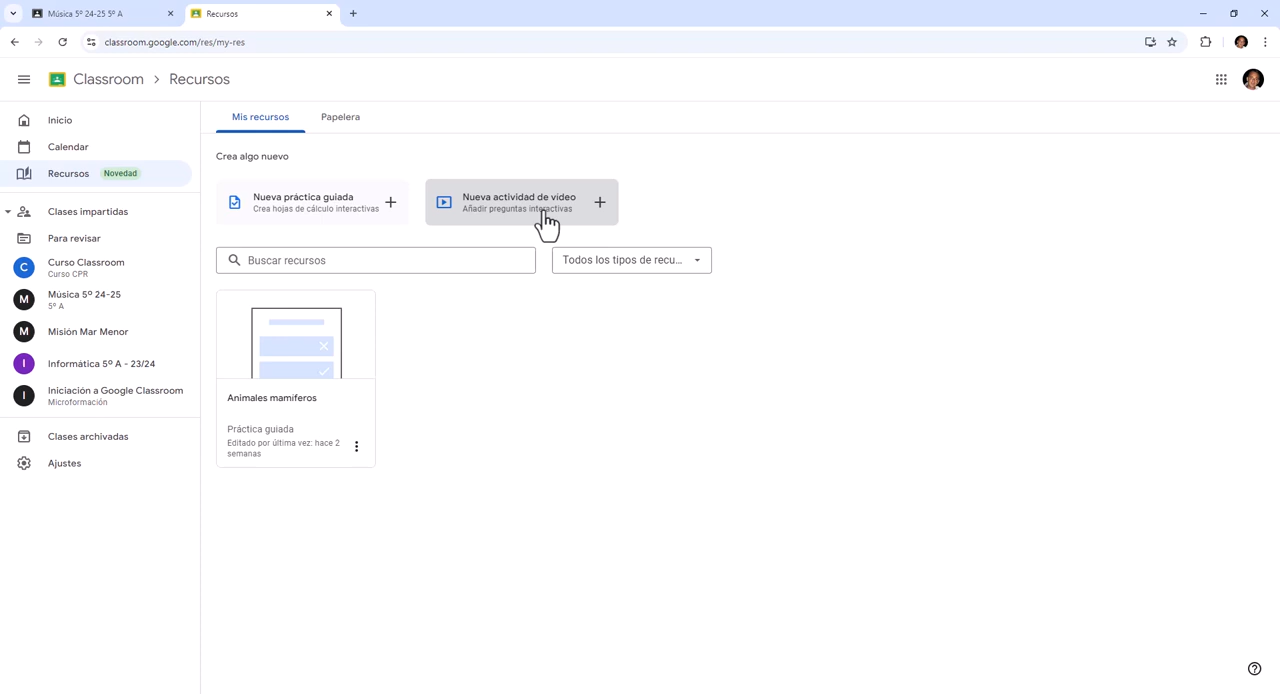 Música 5º 24-25 5º A
Recursos
classroom.google.com/res/my-res
Classroom > Recursos
Inicio
Calendar
Recursos Novedad
Clases impartidas
Para revisar
C Curso Classroom
Curso CPR
M Música 5º 24-25
5º A
M Misión Mar Menor
I Informática 5º A - 23/24
I Iniciación a Google Classroom
Microformación
Clases archivadas
Ajustes
Mis recursos
Papelera
Crea algo nuevo
Nueva práctica guiada
Crea hojas de cálculo interactivas
Nueva actividad de vídeo
Añadir preguntas interactivas
Buscar recursos
Todos los tipos de recu...
Animales mamíferos
Práctica guiada
Editado por última vez: hace 2
semanas